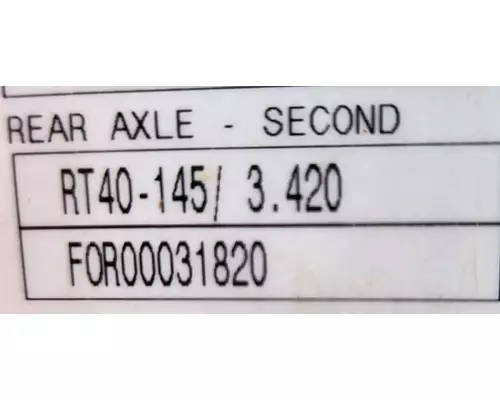 REAR AXLE - SECOND
RT40-145/ 3.420
FOR00031820